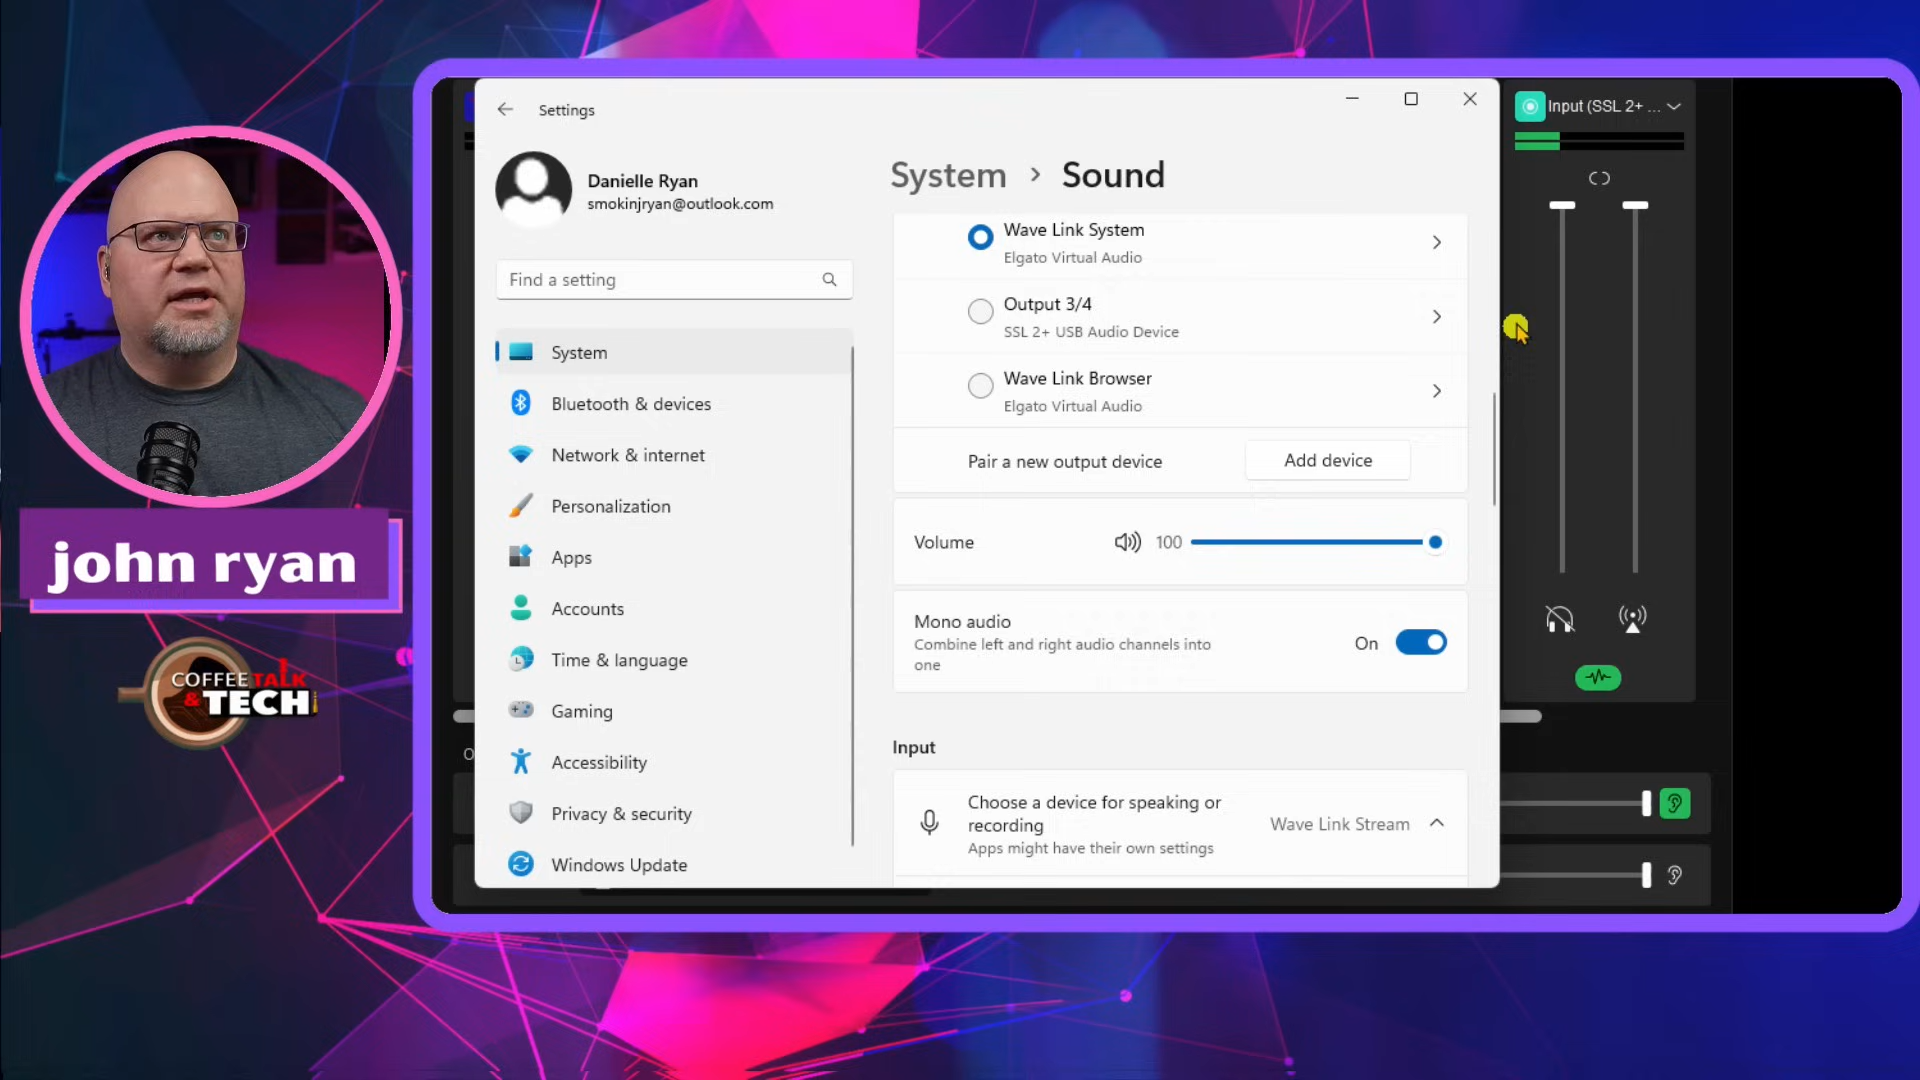 Settings
Danielle Ryan
smokinjryan@outlook.com
Find a setting
System
Bluetooth & devices
Network & internet
Personalization
Apps
Accounts
Time & language
Gaming
Accessibility
Privacy & security
Windows Update
System > Sound
Wave Link System
Elgato Virtual Audio
Output 3/4
SSL 2+ USB Audio Device
Wave Link Browser
Elgato Virtual Audio
Pair a new output device
Add device
Volume
100
Mono audio
Combine left and right audio channels into
one
On
Input
Choose a device for speaking or
recording
Apps might have their own settings
Wave Link Stream
Input (SSL 2+ ...
john ryan
COFFEE TALK
& TECH